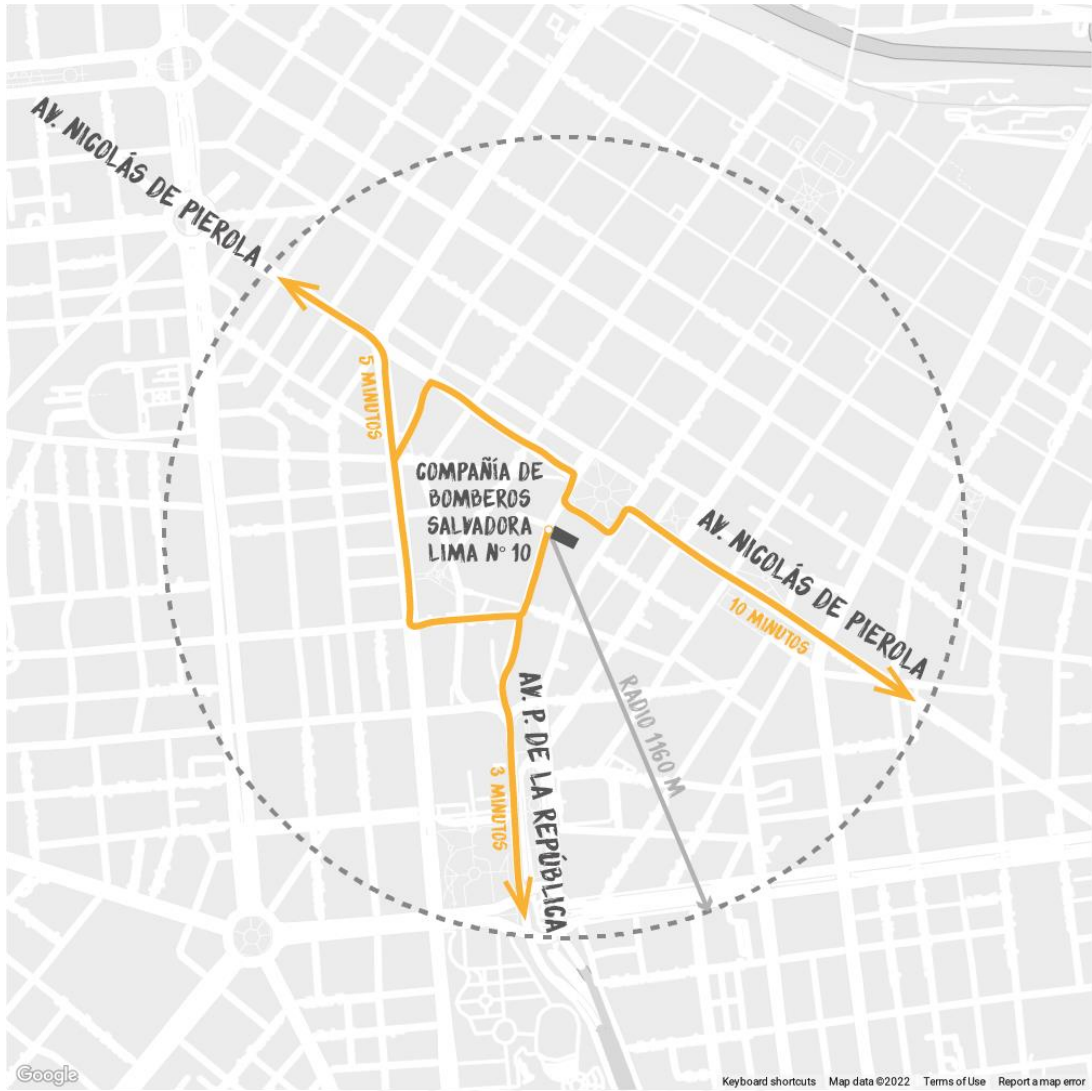 AV. NICOLÁS DE PIEROLA
5 MINUTOS
COMPAÑÍA DE
BOMBEROS
SALVADORA
LIMA N° 10
AV. NICOLÁS DE PIEROLA
10 MINUTOS
RADIO 1160 M
AV. P. DE LA REPÚBLICA
3 MINUTOS
Google
Keyboard shortcuts Map data ©2022 Terms of Use Report a map error